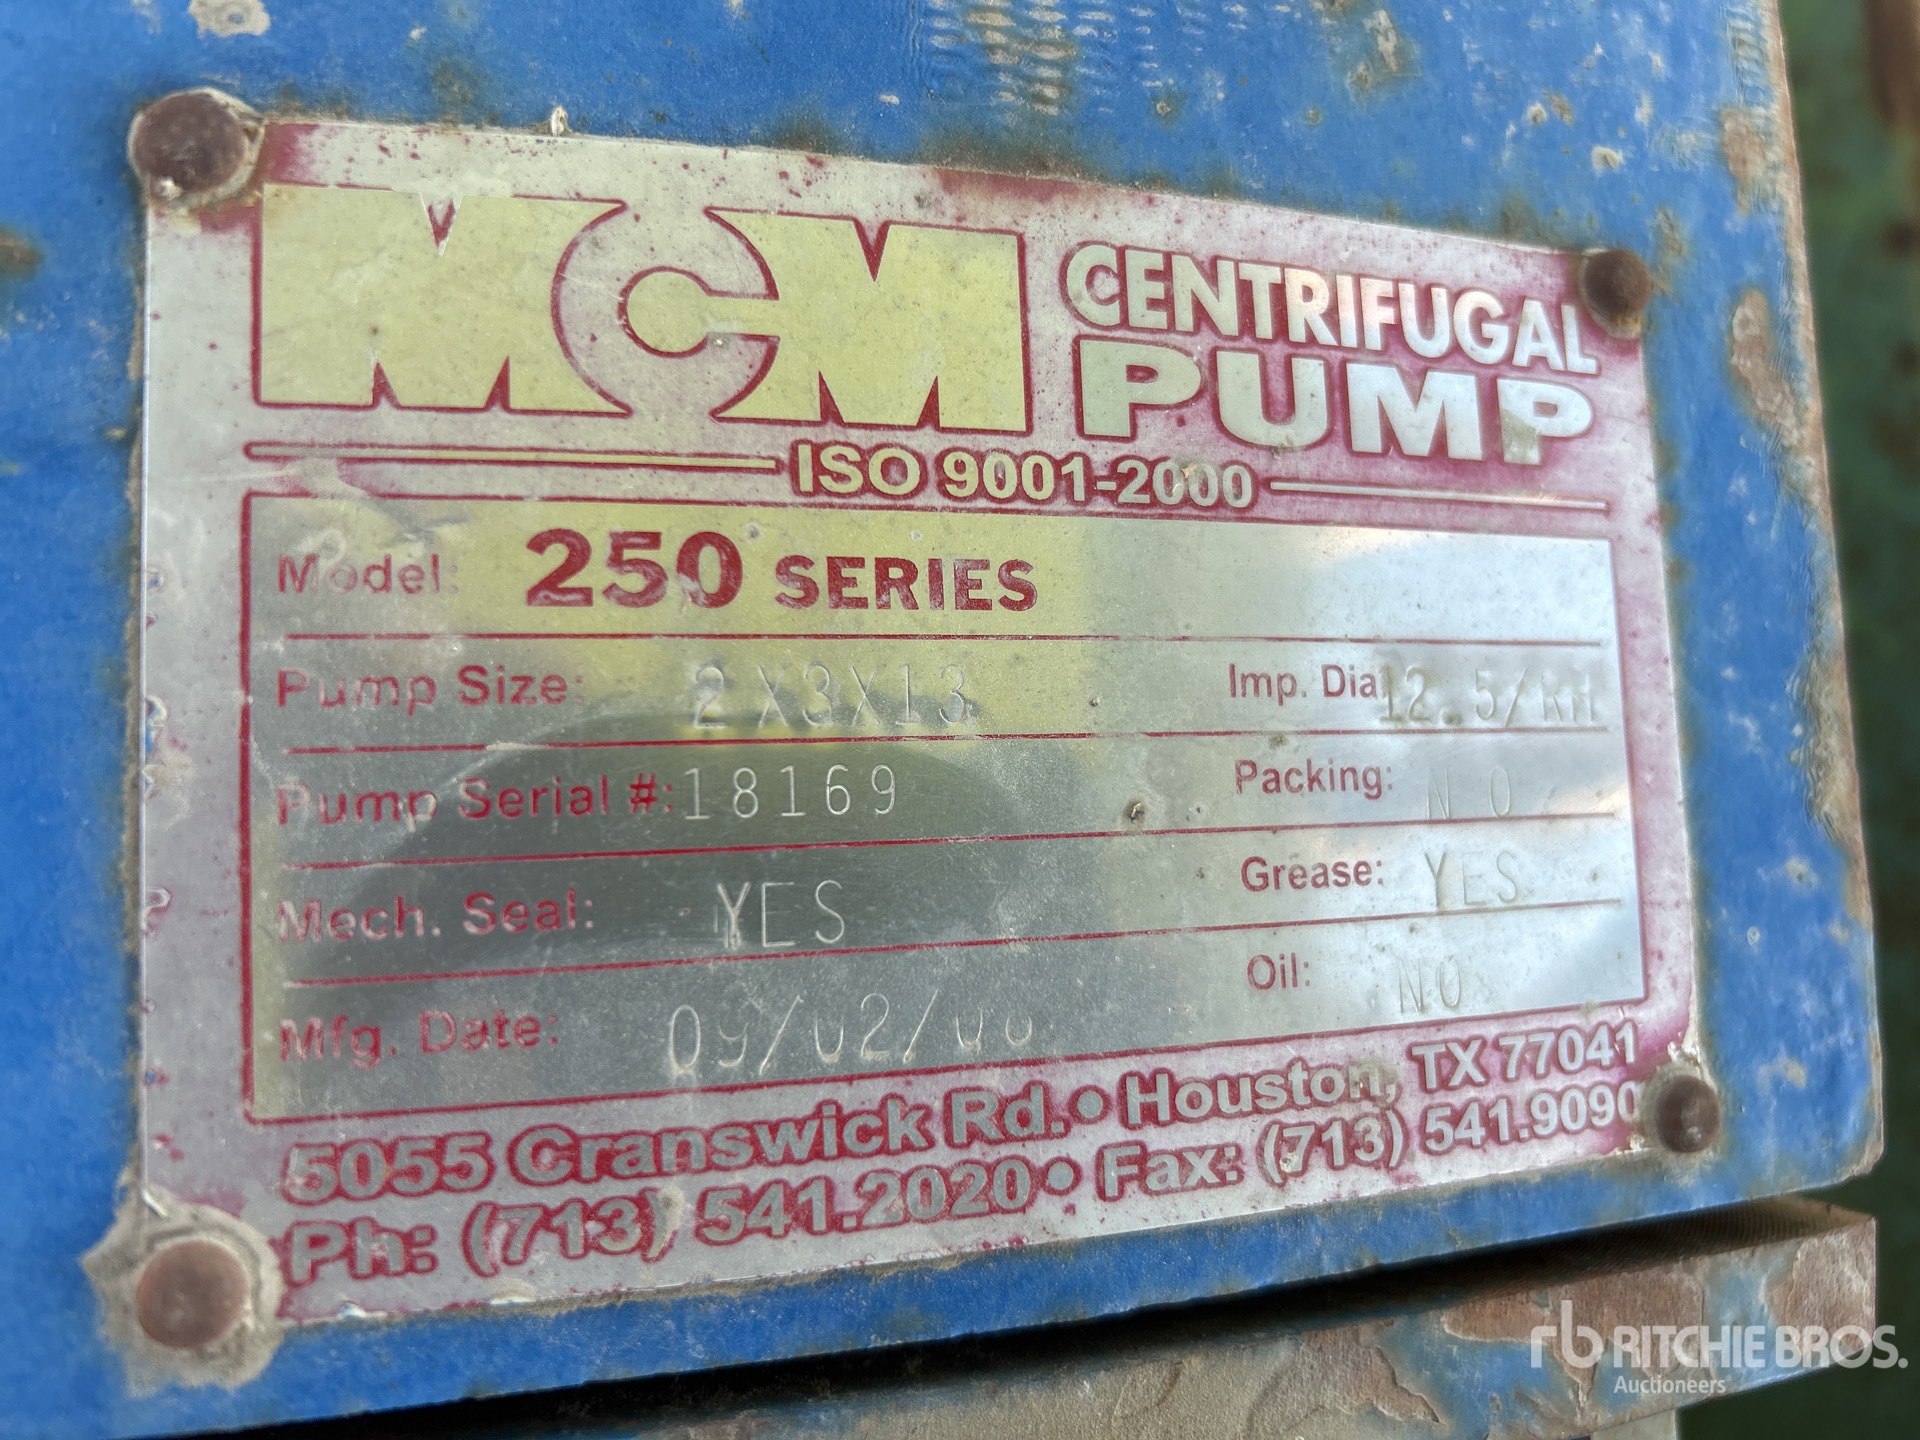 MCM CENTRIFUGAL PUMP
ISO 9001-2000
Model: 250 SERIES
Pump Size: 2X3X13 Imp. Dia 12.5/RH
Pump Serial #: 18169 Packing: NO
Mech. Seal: YES Grease: YES
Mfg. Date: Oil: NO
5055 Cranswick Rd. • Houston, TX 77041
Ph: (713) 541.2020 • Fax: (713) 541.9090
rb RITCHIE BROS.
Auctioneers